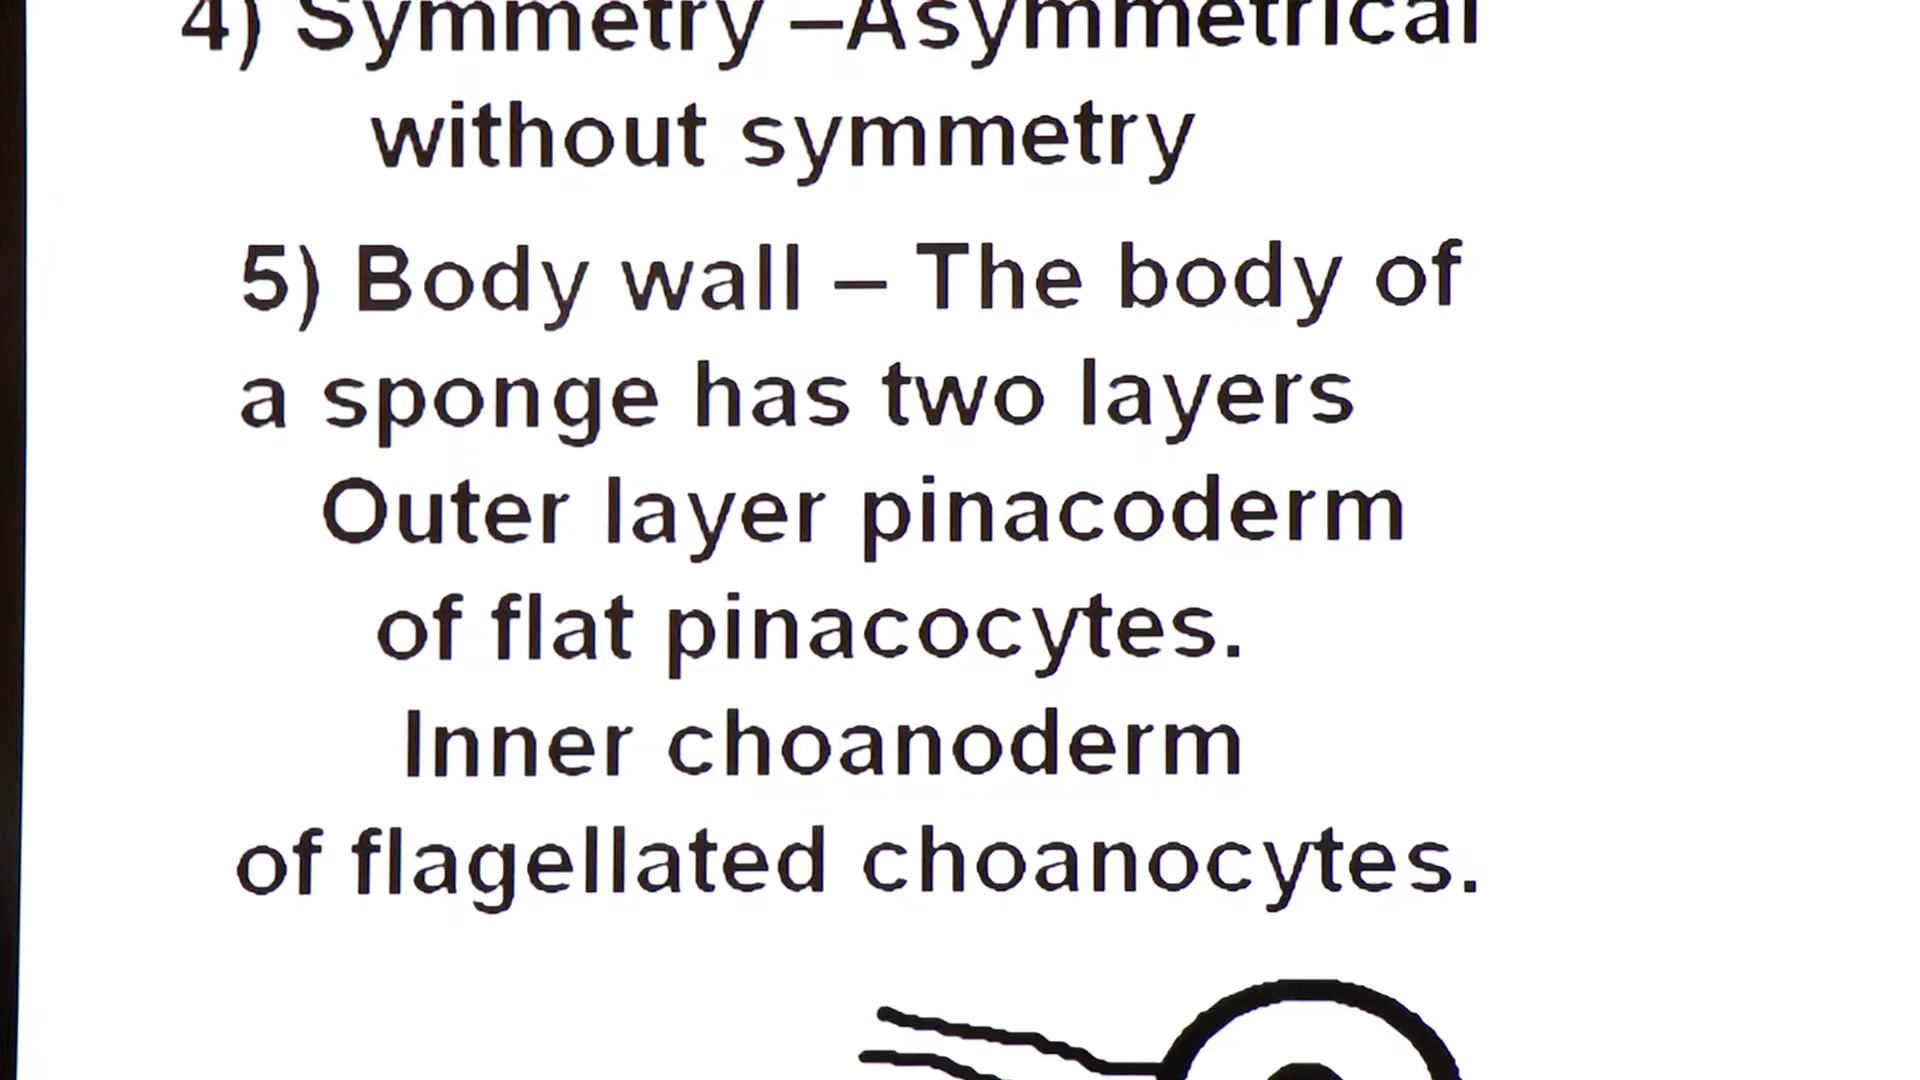 4) Symmetry –Asymmetrical
without symmetry
5) Body wall – The body of
a sponge has two layers
Outer layer pinacoderm
of flat pinacocytes.
Inner choanoderm
of flagellated choanocytes.